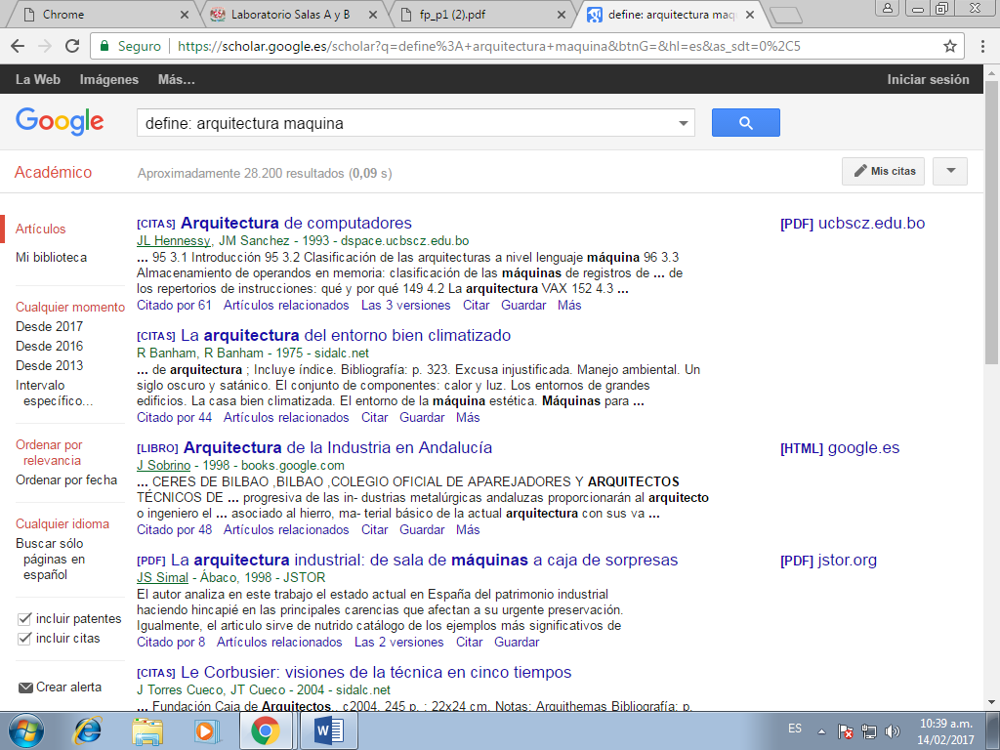 Chrome
Laboratorio Salas A y B
fp_p1 (2).pdf
define: arquitectura maq
Seguro
https://scholar.google.es/scholar?q=define%3A+arquitectura+maquina&btnG=&hl=es&as_sdt=0%2C5
La Web Imágenes Más... Iniciar sesión
Google
define: arquitectura maquina
Académico
Aproximadamente 28.200 resultados (0,09 s)
Mis citas
Artículos
Mi biblioteca
Cualquier momento
Desde 2017
Desde 2016
Desde 2013
Intervalo
específico...
Ordenar por
relevancia
Ordenar por fecha
Cualquier idioma
Buscar sólo
páginas en
español
incluir patentes
incluir citas
Crear alerta
[CITAS] Arquitectura de computadores
JL Hennessy, JM Sanchez - 1993 - dspace.ucbscz.edu.bo
... 95 3.1 Introducción 95 3.2 Clasificación de las arquitecturas a nivel lenguaje máquina 96 3.3
Almacenamiento de operandos en memoria: clasificación de las máquinas de registros de ... de
los repertorios de instrucciones: qué y por qué 149 4.2 La arquitectura VAX 152 4.3 ...
Citado por 61 Artículos relacionados Las 3 versiones Citar Guardar Más
[PDF] ucbscz.edu.bo
[CITAS] La arquitectura del entorno bien climatizado
R Banham, R Banham - 1975 - sidalc.net
... de arquitectura ; Incluye índice. Bibliografía: p. 323. Excusa injustificada. Manejo ambiental. Un
siglo oscuro y satánico. El conjunto de componentes: calor y luz. Los entornos de grandes
edificios. La casa bien climatizada. El entorno de la máquina estética. Máquinas para ...
Citado por 44 Artículos relacionados Citar Guardar Más
[LIBRO] Arquitectura de la Industria en Andalucía
J Sobrino - 1998 - books.google.com
... CERES DE BILBAO ,BILBAO ,COLEGIO OFICIAL DE APAREJADORES Y ARQUITECTOS
TÉCNICOS DE ... progresiva de las in- dustrias metalúrgicas andaluzas proporcionarán al arquitecto
o ingeniero el ... asociado al hierro, ma- terial básico de la actual arquitectura con sus va ...
Citado por 48 Artículos relacionados Citar Guardar Más
[HTML] google.es
[PDF] La arquitectura industrial: de sala de máquinas a caja de sorpresas
JS Simal - Ábaco, 1998 - JSTOR
El autor analiza en este trabajo el estado actual en España del patrimonio industrial
haciendo hincapié en las principales carencias que afectan a su urgente preservación.
Igualmente, el articulo sirve de nutrido catálogo de los ejemplos más significativos de
Citado por 8 Artículos relacionados Las 2 versiones Citar Guardar
[PDF] jstor.org
[CITAS] Le Corbusier: visiones de la técnica en cinco tiempos
J Torres Cueco, JT Cueco - 2004 - sidalc.net
... Fundación Caja de Arquitectos,. c2004. 245 p. : 22x24 cm. Notas: Arquithemas Bibliografía: p.
ES
10:39 a.m.
14/02/2017